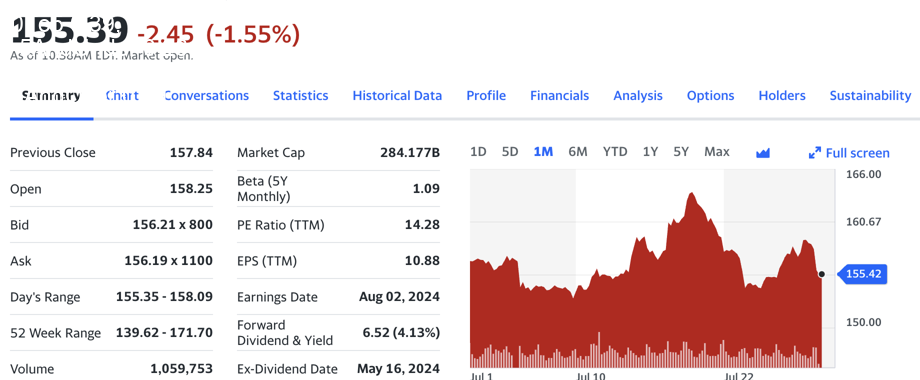 155.39 -2.45 (-1.55%)
As of 10:38AM EDT. Market open.
Summary Chart Conversations Statistics Historical Data Profile Financials Analysis Options Holders Sustainability
Previous Close 157.84
Open 158.25
Bid 156.21 x 800
Ask 156.19 x 1100
Day's Range 155.35 - 158.09
52 Week Range 139.62 - 171.70
Volume 1,059,753
Market Cap 284.177B
Beta (5Y
Monthly) 1.09
PE Ratio (TTM) 14.28
EPS (TTM) 10.88
Earnings Date Aug 02, 2024
Forward
Dividend & Yield 6.52 (4.13%)
Ex-Dividend Date May 16, 2024
1D 5D 1M 6M YTD 1Y 5Y Max Full screen
166.00
160.67
155.42
150.00
Jul 1 Jul 10 Jul 22